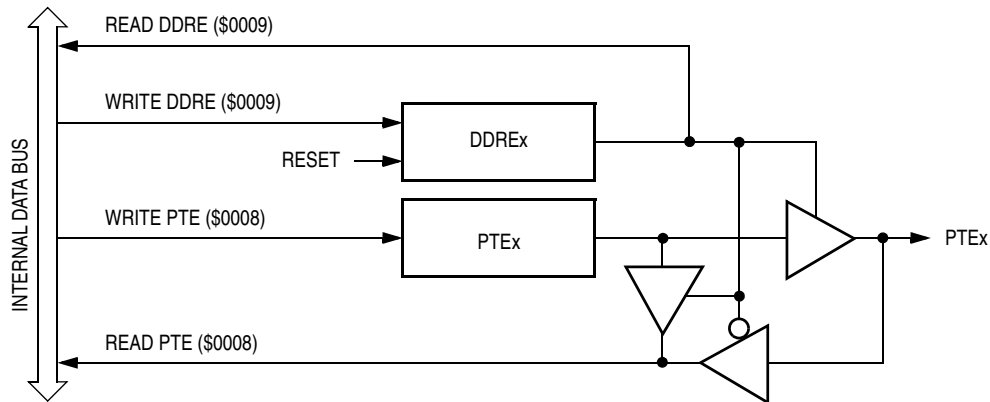 READ DDRE ($0009)
WRITE DDRE ($0009)
DDREx
RESET
INTERNAL DATA BUS
WRITE PTE ($0008)
PTEx
PTEx
READ PTE ($0008)